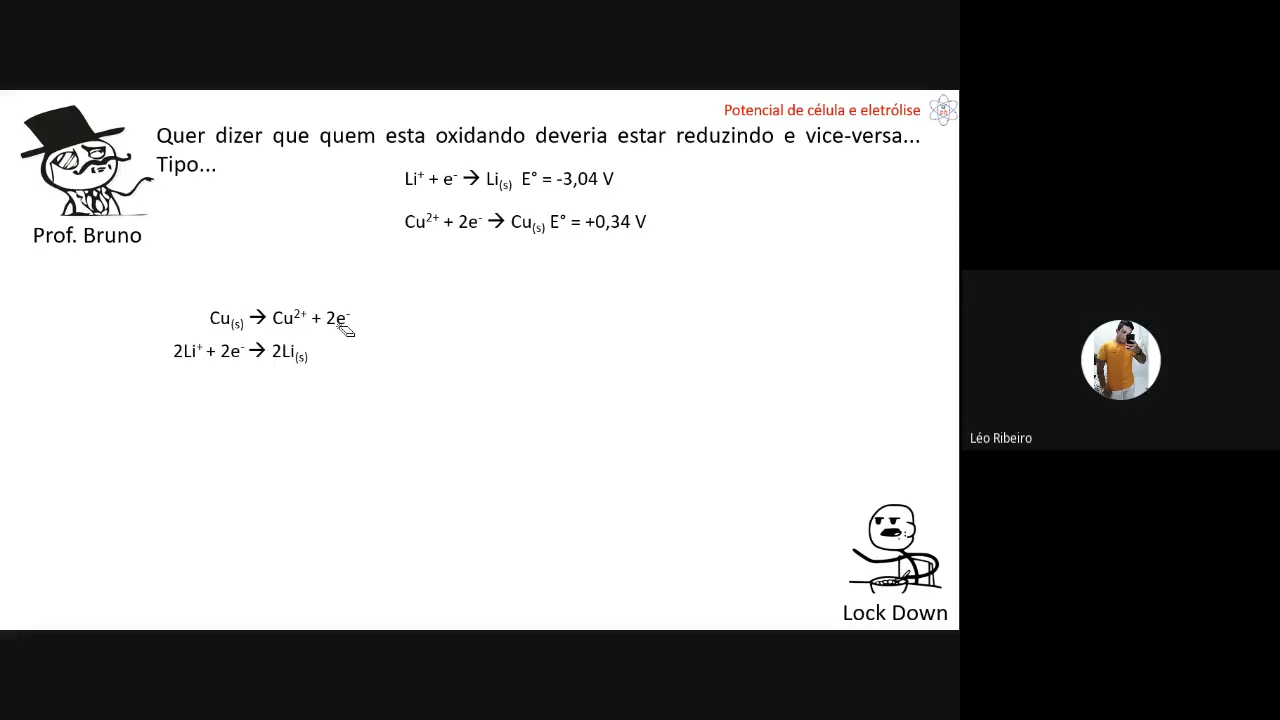 Potencial de célula e eletrólise
Quer dizer que quem esta oxidando deveria estar reduzindo e vice-versa...
Tipo...
Li⁺ + e⁻ → Li₍s₎ E° = -3,04 V
Cu²⁺ + 2e⁻ → Cu₍s₎ E° = +0,34 V
Prof. Bruno
Cu₍s₎ → Cu²⁺ + 2e⁻
2Li⁺ + 2e⁻ → 2Li₍s₎
Léo Ribeiro
Lock Down